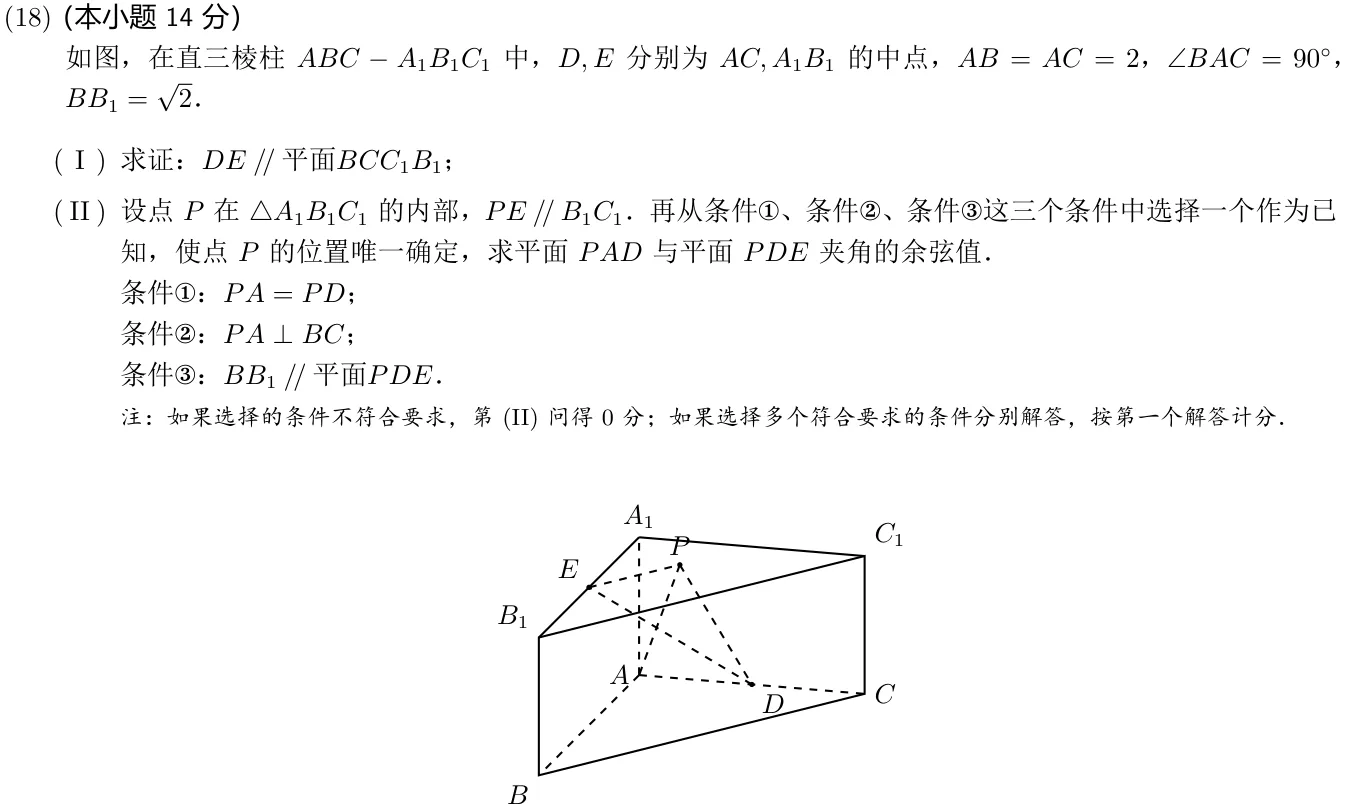 (18) (本小题 14 分)
如图，在直三棱柱 ABC − A₁B₁C₁ 中，D, E 分别为 AC, A₁B₁ 的中点，AB = AC = 2，∠BAC = 90°，
BB₁ = √2．
( I ) 求证：DE // 平面BCC₁B₁；
( II ) 设点 P 在 △A₁B₁C₁ 的内部，PE // B₁C₁．再从条件①、条件②、条件③这三个条件中选择一个作为已
知，使点 P 的位置唯一确定，求平面 PAD 与平面 PDE 夹角的余弦值．
条件①：PA = PD；
条件②：PA ⊥ BC；
条件③：BB₁ // 平面PDE．
注：如果选择的条件不符合要求，第 (II) 问得 0 分；如果选择多个符合要求的条件分别解答，按第一个解答计分．
A₁
C₁
P
E
B₁
A
D
C
B